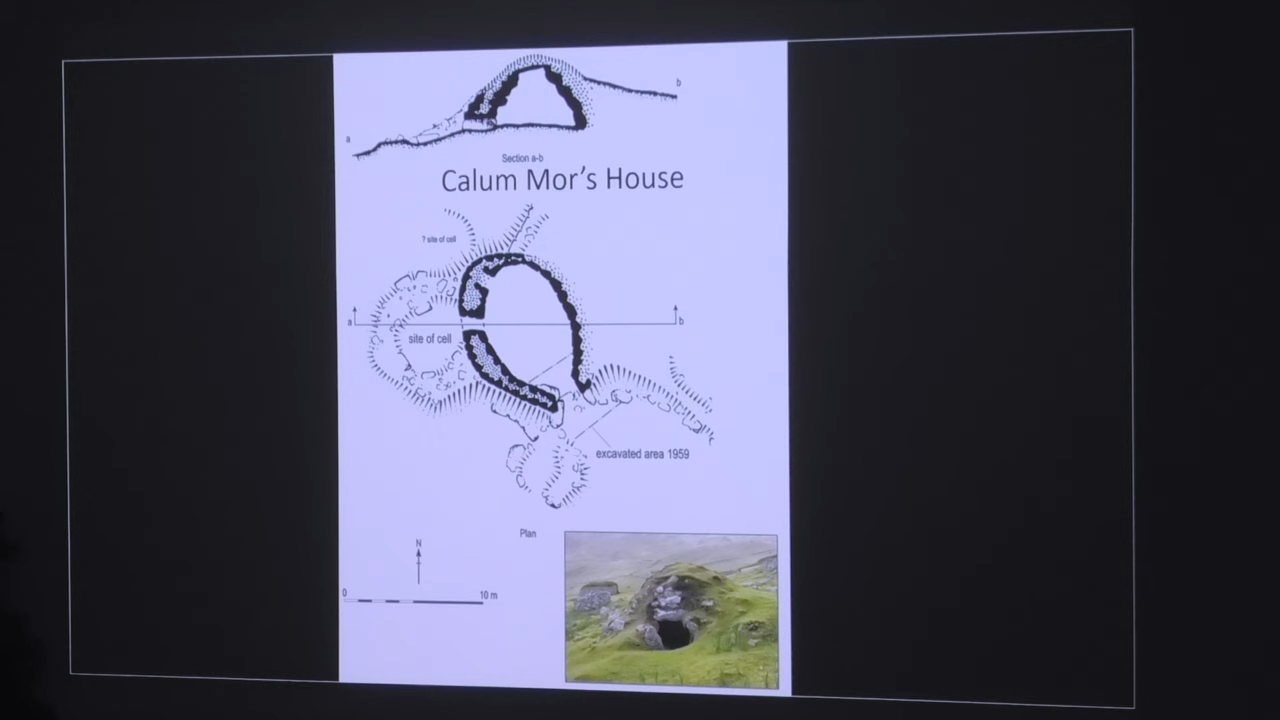 b
a
Section a-b
Calum Mor's House
? site of cell
a
b
site of cell
excavated area 1959
Plan
N
0
10 m